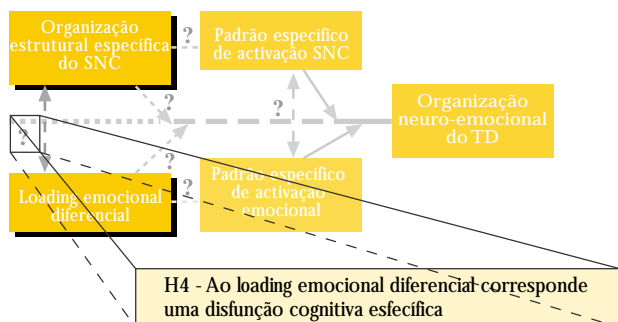 Organização
estrutural específica
do SNC
?
Padrão específico
de activação SNC
?
?
Organização
neuro-emocional
do TD
?
?
Loading emocional
diferencial
?
Padrão específico
de activação
emocional
H4 - Ao loading emocional diferencial corresponde
uma disfunção cognitiva esfecífica